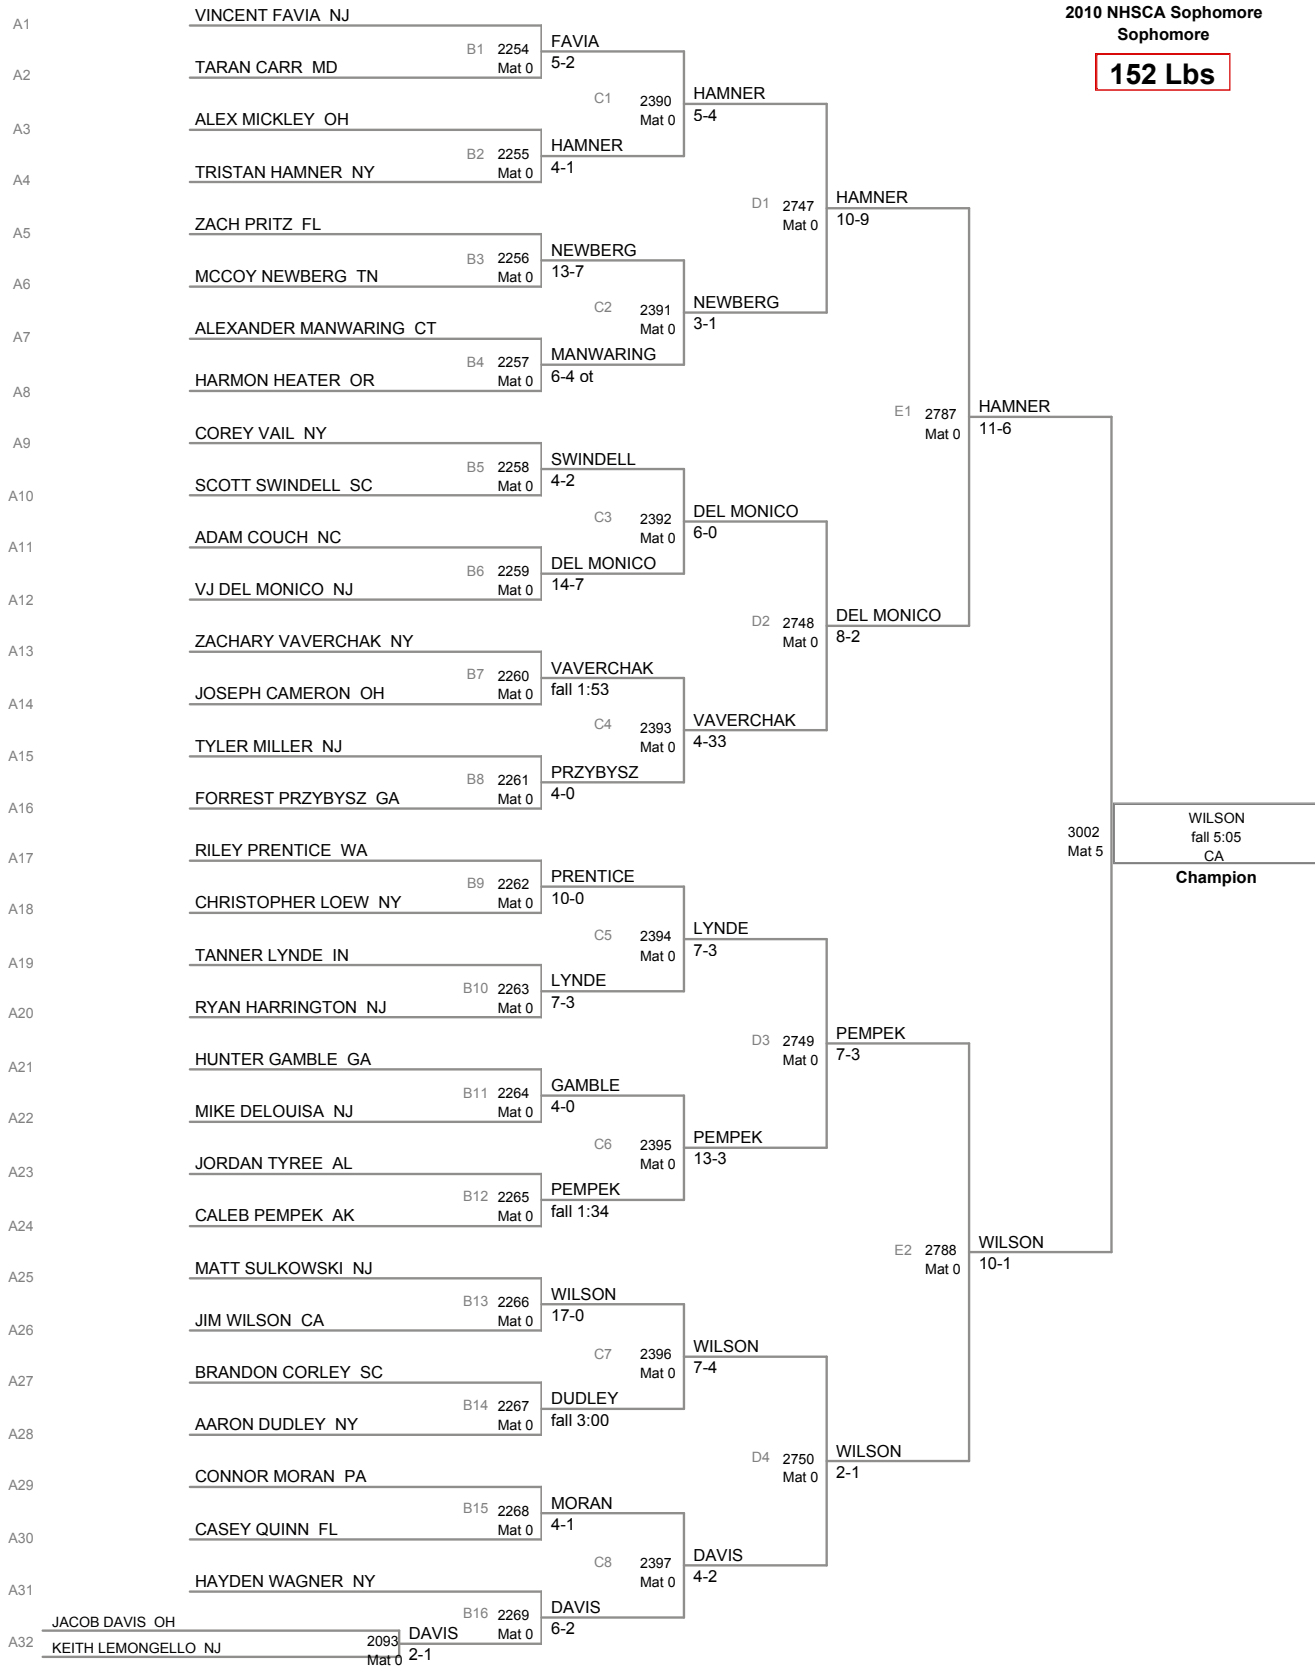 2010 NHSCA Sophomore
Sophomore
152 Lbs
A1 VINCENT FAVIA NJ
B1 2254 FAVIA
Mat 0 5-2
A2 TARAN CARR MD
C1 2390 HAMNER
Mat 0 5-4
A3 ALEX MICKLEY OH
B2 2255 HAMNER
Mat 0 4-1
A4 TRISTAN HAMNER NY
D1 2747 HAMNER
Mat 0 10-9
A5 ZACH PRITZ FL
B3 2256 NEWBERG
Mat 0 13-7
A6 MCCOY NEWBERG TN
C2 2391 NEWBERG
Mat 0 3-1
A7 ALEXANDER MANWARING CT
B4 2257 MANWARING
Mat 0 6-4 ot
A8 HARMON HEATER OR
E1 2787 HAMNER
Mat 0 11-6
A9 COREY VAIL NY
B5 2258 SWINDELL
Mat 0 4-2
A10 SCOTT SWINDELL SC
C3 2392 DEL MONICO
Mat 0 6-0
A11 ADAM COUCH NC
B6 2259 DEL MONICO
Mat 0 14-7
A12 VJ DEL MONICO NJ
D2 2748 DEL MONICO
Mat 0 8-2
A13 ZACHARY VAVERCHAK NY
B7 2260 VAVERCHAK
Mat 0 fall 1:53
A14 JOSEPH CAMERON OH
C4 2393 VAVERCHAK
Mat 0 4-33
A15 TYLER MILLER NJ
B8 2261 PRZYBYSZ
Mat 0 4-0
A16 FORREST PRZYBYSZ GA
3002 WILSON
Mat 5 fall 5:05
CA
Champion
A17 RILEY PRENTICE WA
B9 2262 PRENTICE
Mat 0 10-0
A18 CHRISTOPHER LOEW NY
C5 2394 LYNDE
Mat 0 7-3
A19 TANNER LYNDE IN
B10 2263 LYNDE
Mat 0 7-3
A20 RYAN HARRINGTON NJ
D3 2749 PEMPEK
Mat 0 7-3
A21 HUNTER GAMBLE GA
B11 2264 GAMBLE
Mat 0 4-0
A22 MIKE DELOUISA NJ
C6 2395 PEMPEK
Mat 0 13-3
A23 JORDAN TYREE AL
B12 2265 PEMPEK
Mat 0 fall 1:34
A24 CALEB PEMPEK AK
E2 2788 WILSON
Mat 0 10-1
A25 MATT SULKOWSKI NJ
B13 2266 WILSON
Mat 0 17-0
A26 JIM WILSON CA
C7 2396 WILSON
Mat 0 7-4
A27 BRANDON CORLEY SC
B14 2267 DUDLEY
Mat 0 fall 3:00
A28 AARON DUDLEY NY
D4 2750 WILSON
Mat 0 2-1
A29 CONNOR MORAN PA
B15 2268 MORAN
Mat 0 4-1
A30 CASEY QUINN FL
C8 2397 DAVIS
Mat 0 4-2
A31 HAYDEN WAGNER NY
B16 2269 DAVIS
Mat 0 6-2
JACOB DAVIS OH
A32 2093 DAVIS
KEITH LEMONGELLO NJ
Mat 0 2-1